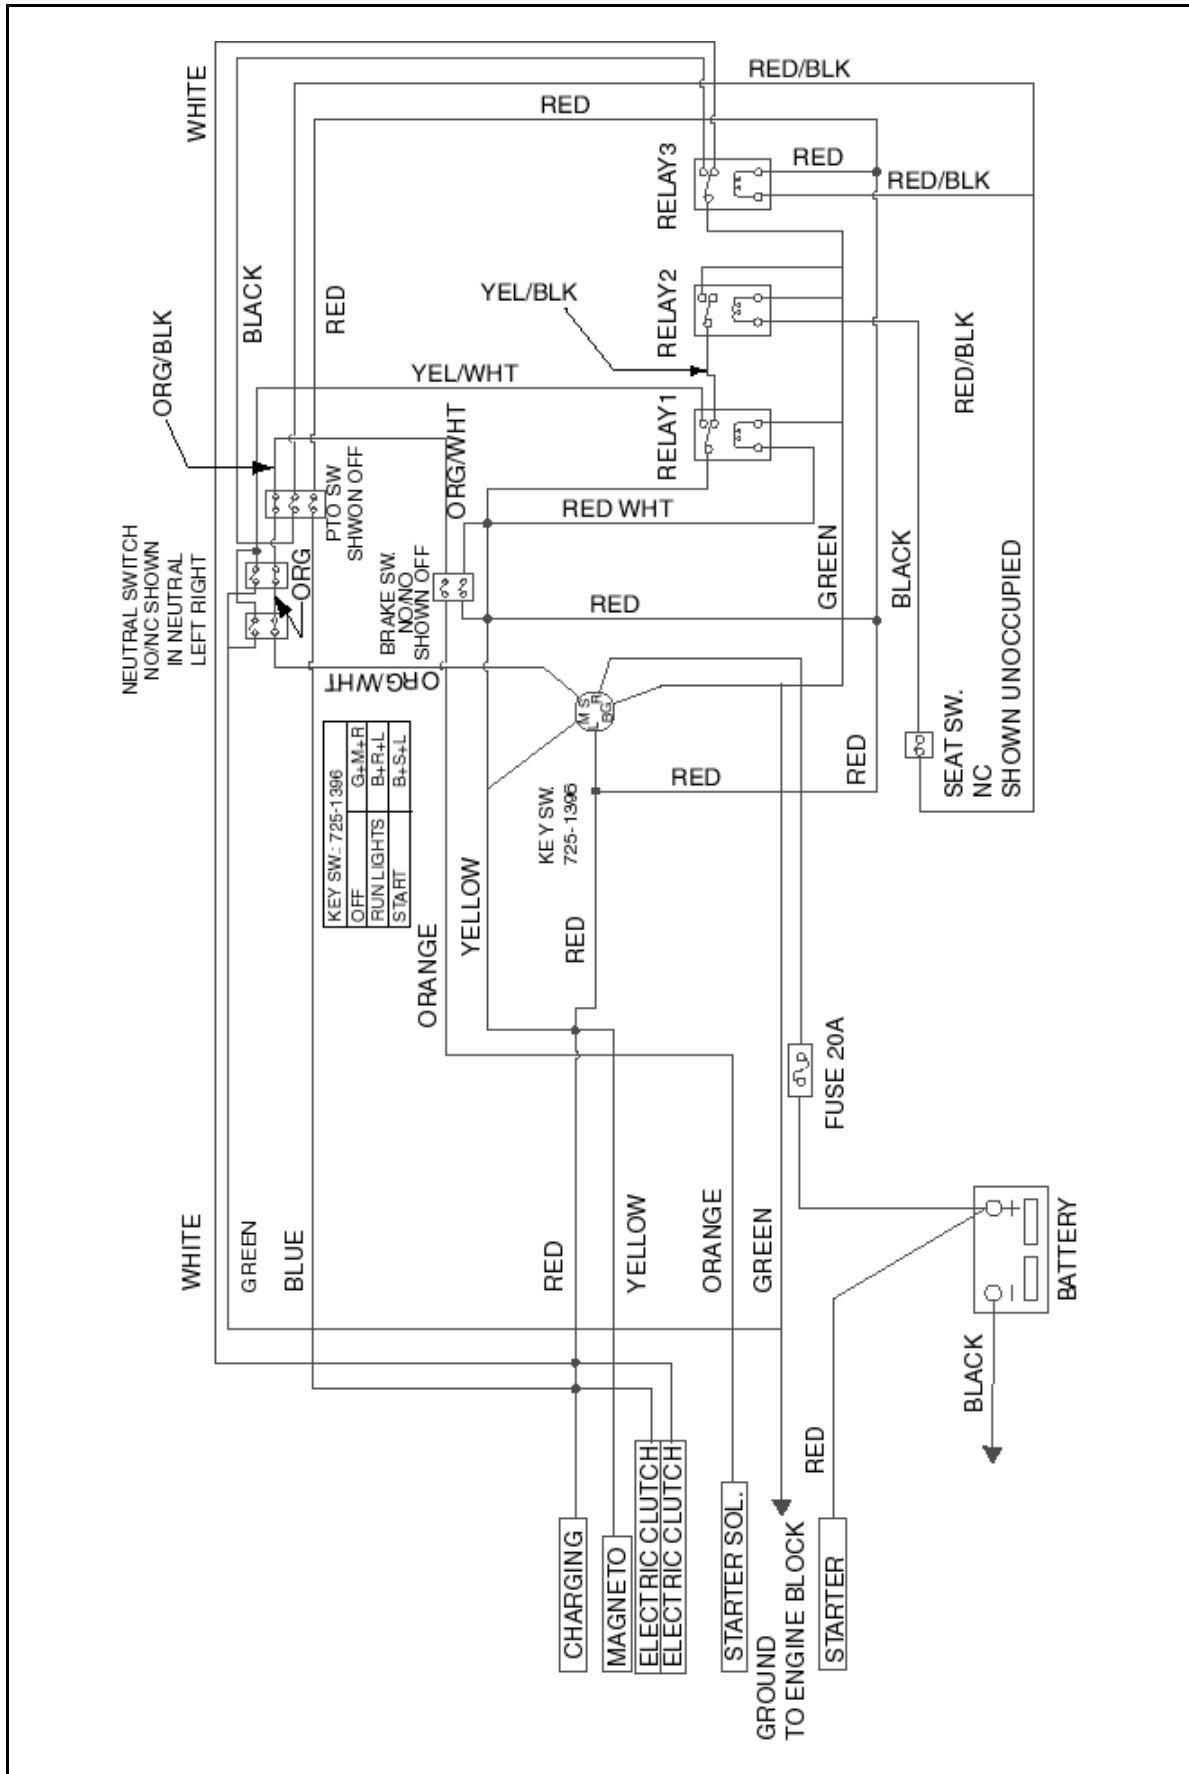 WHITE
RED/BLK
RED
RELAY3
RED
RED/BLK
BLACK
ORG/BLK
RED
YEL/BLK
RELAY2
RED/BLK
YEL/WHT
ORG/WHT
RELAY1
PTO SW
SHWON OFF
RED WHT
GREEN
BLACK
NEUTRAL SWITCH
NO/NC SHOWN
IN NEUTRAL
LEFT RIGHT
ORG
BRAKE SW.
NO/NO
SHOWN OFF
RED
ORG/WHT
M S
L R
B G
KEY SW.: 725-1396
OFF G+M+R
RUN LIGHTS B+R+L
START B+S+L
KEY SW.
725-1396
RED
RED
SEAT SW.
NC
SHOWN UNOCCUPIED
ORANGE
YELLOW
RED
FUSE 20A
WHITE
GREEN
BLUE
RED
YELLOW
ORANGE
GREEN
+
−
BATTERY
BLACK
RED
CHARGING
MAGNETO
ELECTRIC CLUTCH
ELECTRIC CLUTCH
STARTER SOL.
GROUND
TO ENGINE BLOCK
STARTER